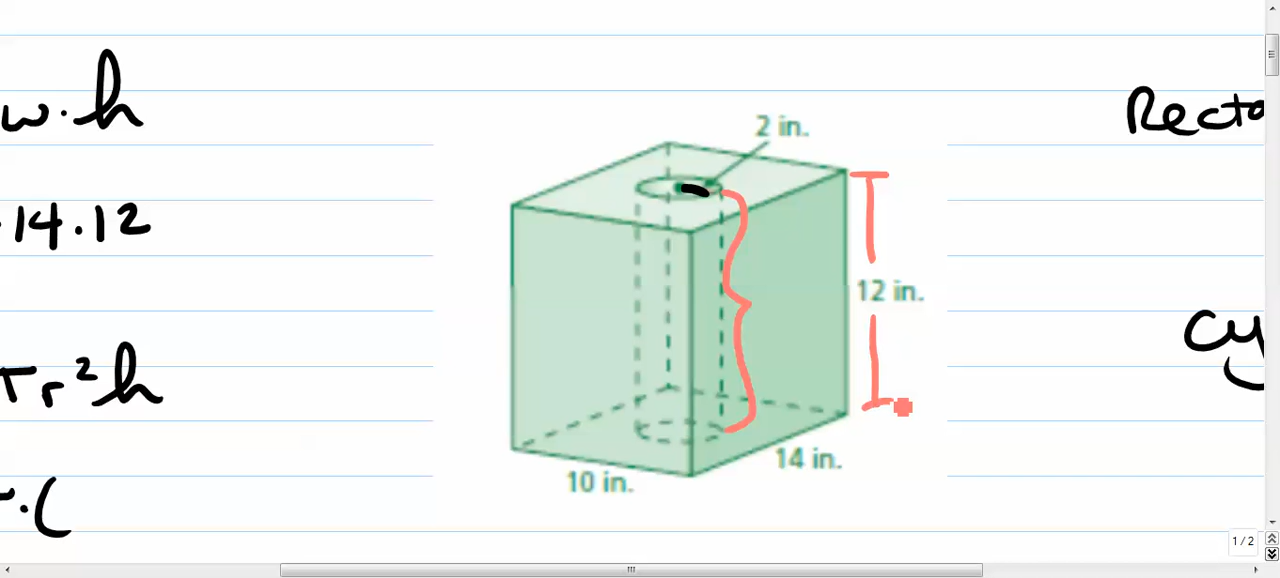 w·h
2 in.
Recta
·14·12
12 in.
πr²h
Cy
14 in.
10 in.
·(
1 / 2